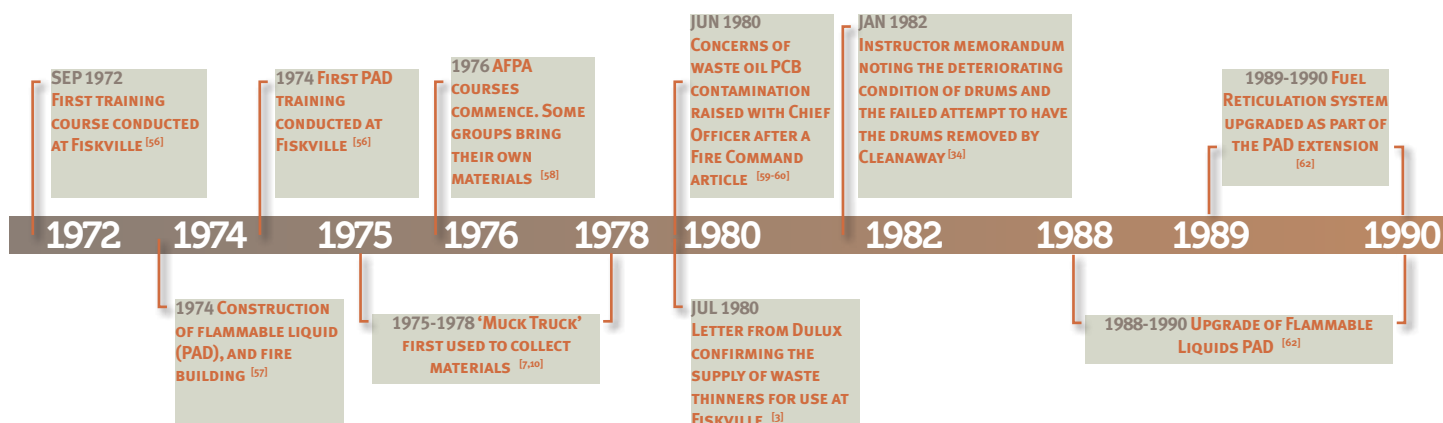 SEP 1972
First training
course conducted
at Fiskville [56]
1974 First PAD
training
conducted at
Fiskville [56]
1976 AFPA
courses
commence. Some
groups bring
their own
materials [58]
JUN 1980
Concerns of
waste oil PCB
contamination
raised with Chief
Officer after a
Fire Command
article [59-60]
JAN 1982
Instructor memorandum
noting the deteriorating
condition of drums and
the failed attempt to have
the drums removed by
Cleanaway [34]
1989-1990 Fuel
Reticulation system
upgraded as part of
the PAD extension
[62]
1972 1974 1975 1976 1978 1980 1982 1988 1989 1990
1974 Construction
of flammable liquid
(PAD), and fire
building [57]
1975-1978 ‘Muck Truck’
first used to collect
materials [7,10]
JUL 1980
Letter from Dulux
confirming the
supply of waste
thinners for use at
Fiskville [3]
1988-1990 Upgrade of Flammable
Liquids PAD [62]